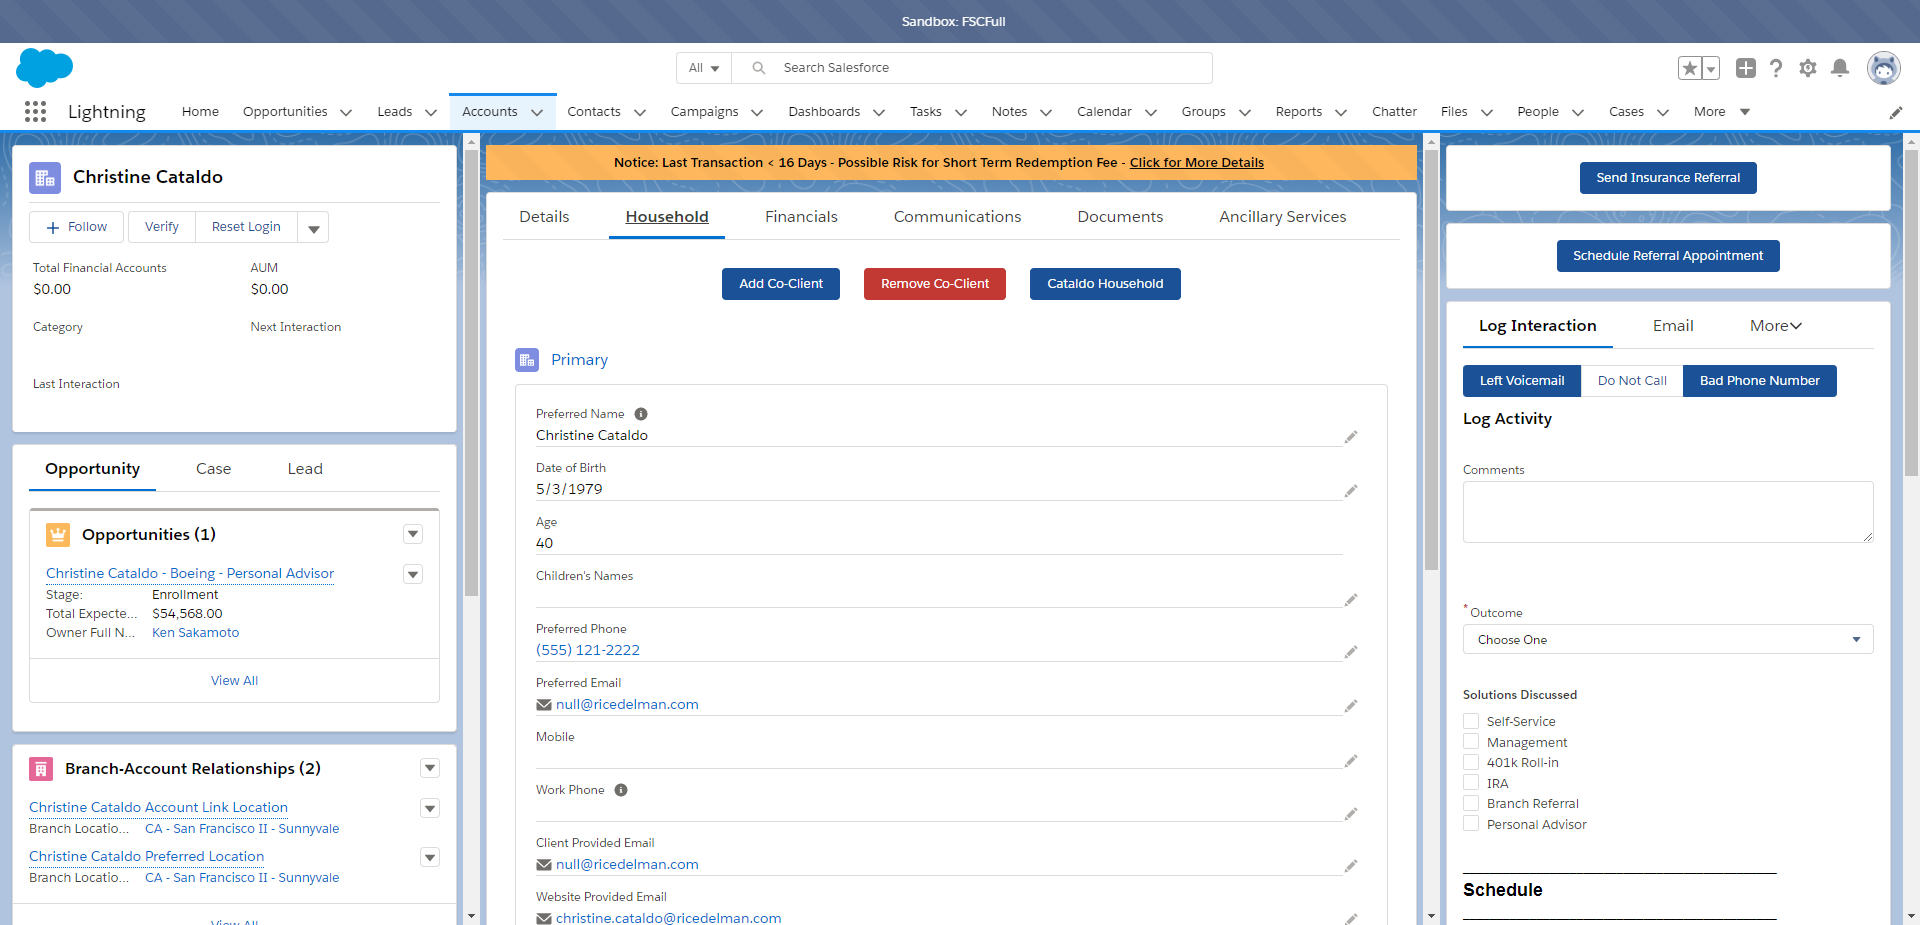 Sandbox: FSCFull
All
Search Salesforce
Lightning
Home
Opportunities
Leads
Accounts
Contacts
Campaigns
Dashboards
Tasks
Notes
Calendar
Groups
Reports
Chatter
Files
People
Cases
More
Christine Cataldo
Follow
Verify
Reset Login
Total Financial Accounts
AUM
$0.00
$0.00
Category
Next Interaction
Last Interaction
Opportunity
Case
Lead
Opportunities (1)
Christine Cataldo - Boeing - Personal Advisor
Stage: Enrollment
Total Expecte... $54,568.00
Owner Full N... Ken Sakamoto
View All
Branch-Account Relationships (2)
Christine Cataldo Account Link Location
Branch Locatio... CA - San Francisco II - Sunnyvale
Christine Cataldo Preferred Location
Branch Locatio... CA - San Francisco II - Sunnyvale
View All
Notice: Last Transaction < 16 Days - Possible Risk for Short Term Redemption Fee - Click for More Details
Details
Household
Financials
Communications
Documents
Ancillary Services
Add Co-Client
Remove Co-Client
Cataldo Household
Primary
Preferred Name
Christine Cataldo
Date of Birth
5/3/1979
Age
40
Children's Names
Preferred Phone
(555) 121-2222
Preferred Email
null@ricedelman.com
Mobile
Work Phone
Client Provided Email
null@ricedelman.com
Website Provided Email
christine.cataldo@ricedelman.com
Send Insurance Referral
Schedule Referral Appointment
Log Interaction
Email
More
Left Voicemail
Do Not Call
Bad Phone Number
Log Activity
Comments
* Outcome
Choose One
Solutions Discussed
Self-Service
Management
401k Roll-in
IRA
Branch Referral
Personal Advisor
Schedule